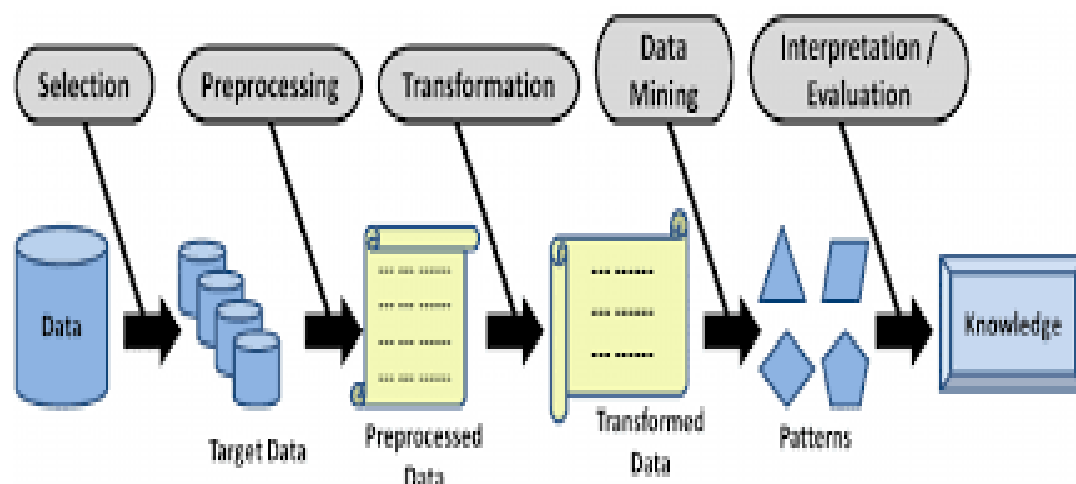 Selection
Preprocessing
Transformation
Data
Mining
Interpretation /
Evaluation
Data
Target Data
Preprocessed
Data
Transformed
Data
Patterns
Knowledge